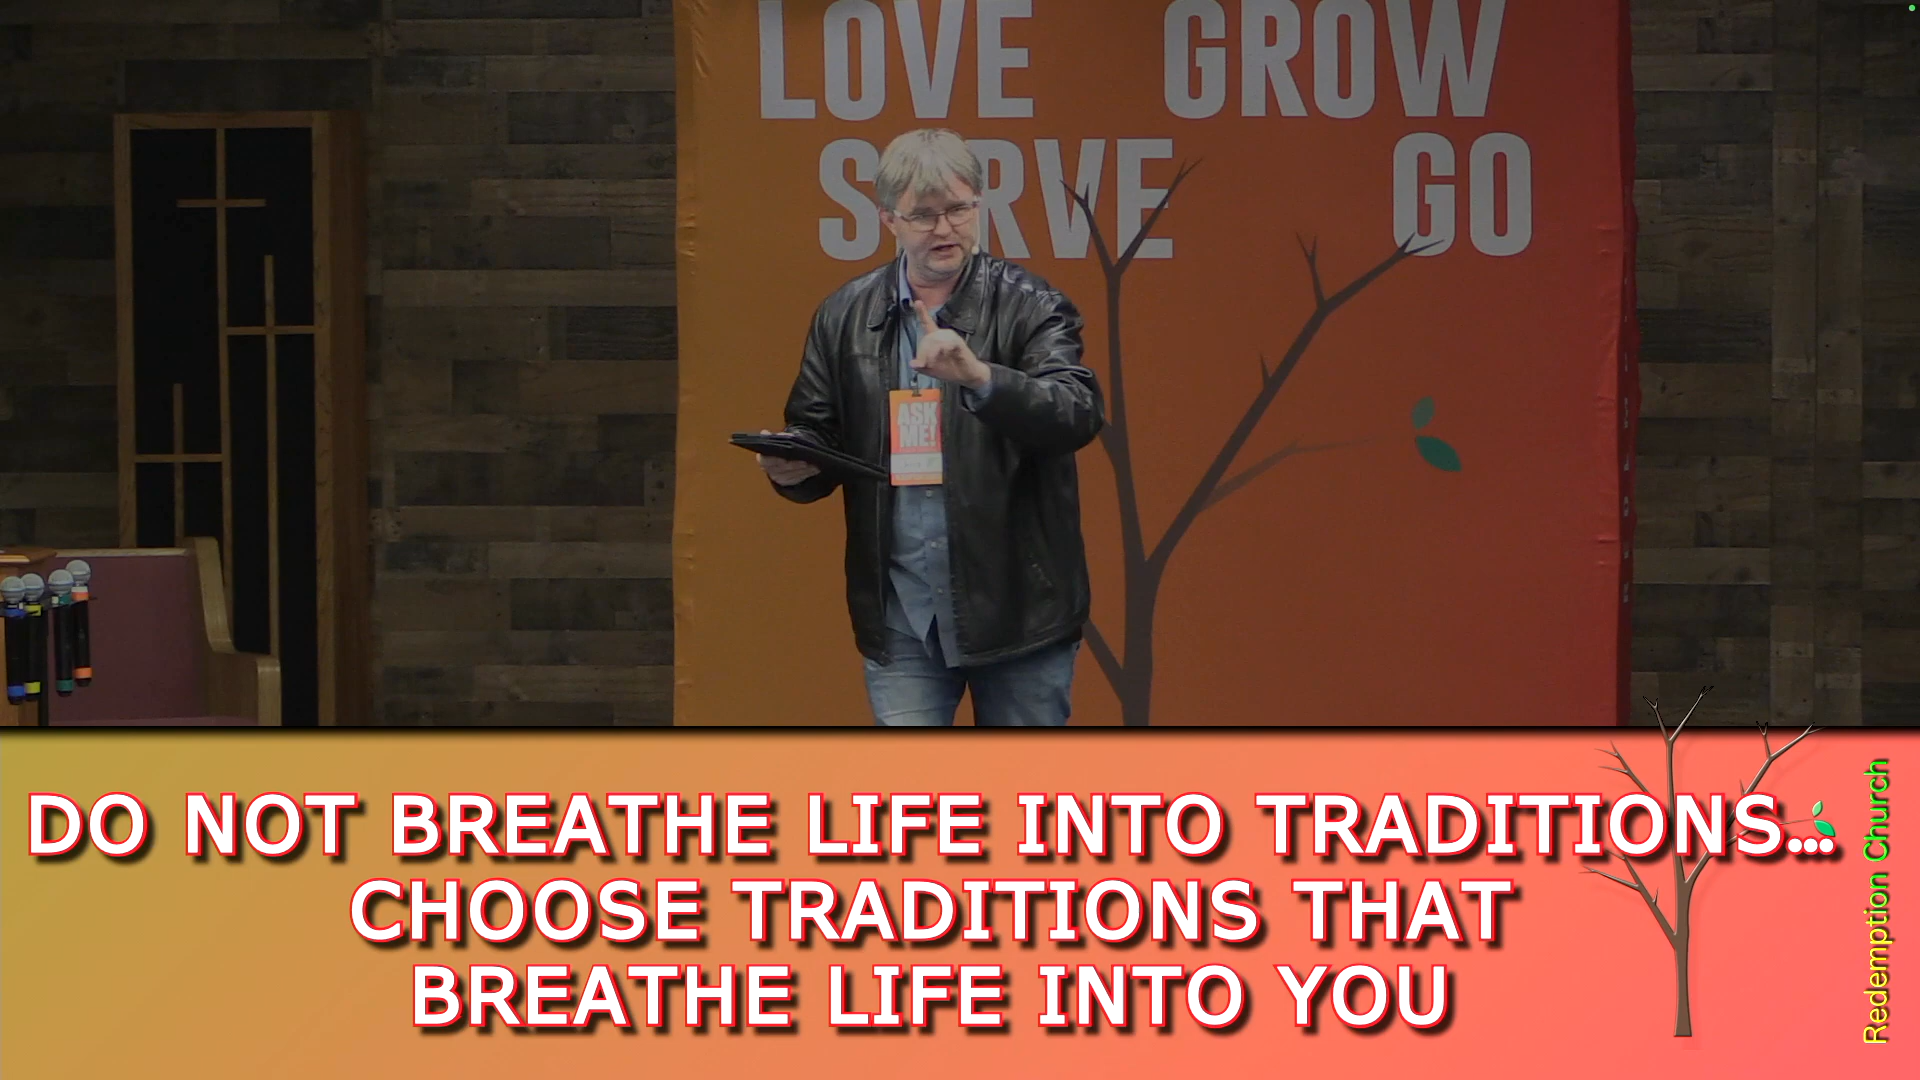 LOVE GROW
SERVE GO
ASK
ME!
DO NOT BREATHE LIFE INTO TRADITIONS...
CHOOSE TRADITIONS THAT
BREATHE LIFE INTO YOU
Redemption Church